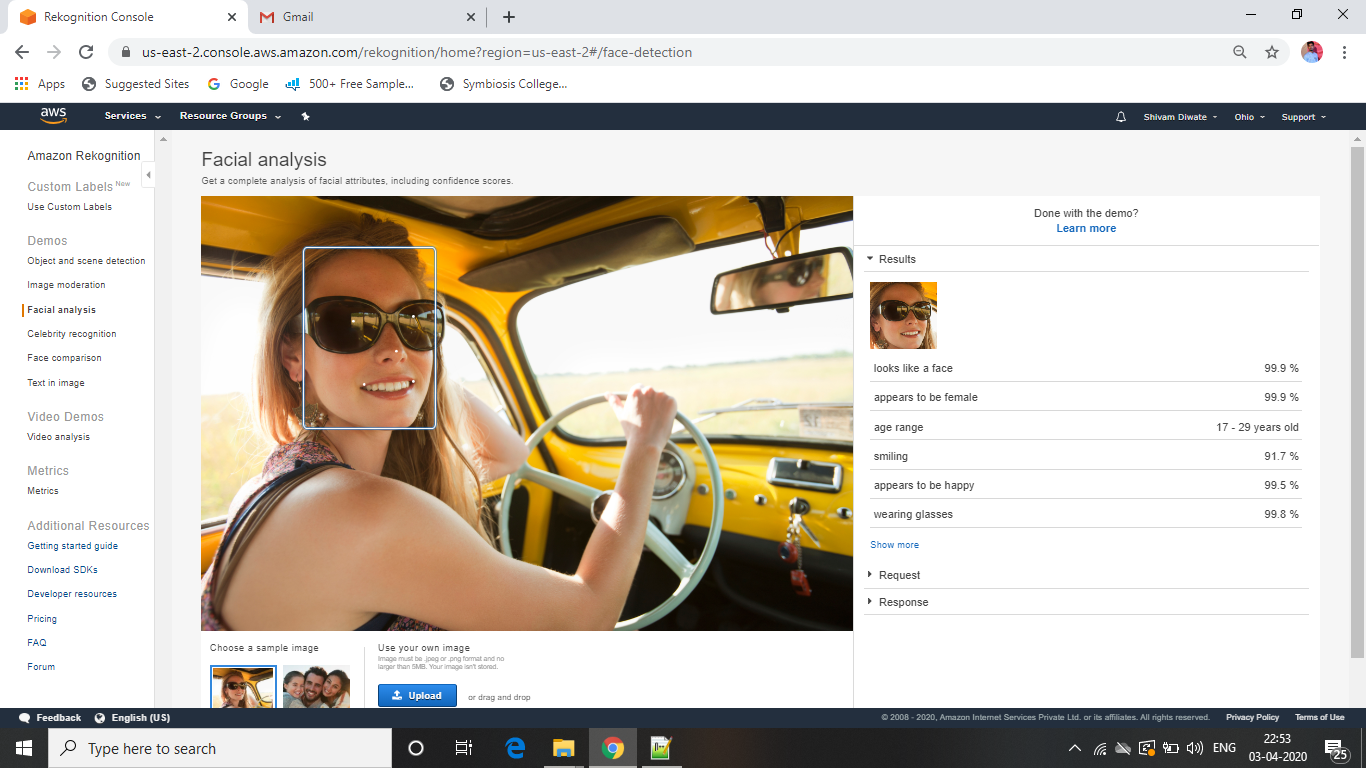 Rekognition Console
Gmail
us-east-2.console.aws.amazon.com/rekognition/home?region=us-east-2#/face-detection
Apps
Suggested Sites
Google
500+ Free Sample...
Symbiosis College...
aws
Services
Resource Groups
Shivam Diwate
Ohio
Support
Amazon Rekognition
Custom Labels New
Use Custom Labels
Demos
Object and scene detection
Image moderation
Facial analysis
Celebrity recognition
Face comparison
Text in image
Video Demos
Video analysis
Metrics
Metrics
Additional Resources
Getting started guide
Download SDKs
Developer resources
Pricing
FAQ
Forum
Facial analysis
Get a complete analysis of facial attributes, including confidence scores.
Done with the demo?
Learn more
Results
looks like a face 99.9 %
appears to be female 99.9 %
age range 17 - 29 years old
smiling 91.7 %
appears to be happy 99.5 %
wearing glasses 99.8 %
Show more
Request
Response
Choose a sample image
Use your own image
Image must be .jpeg or .png format and no
larger than 5MB. Your image isn't stored.
Upload
or drag and drop
Feedback
English (US)
© 2008 - 2020, Amazon Internet Services Private Ltd. or its affiliates. All rights reserved.
Privacy Policy
Terms of Use
Type here to search
ENG
22:53
03-04-2020
25